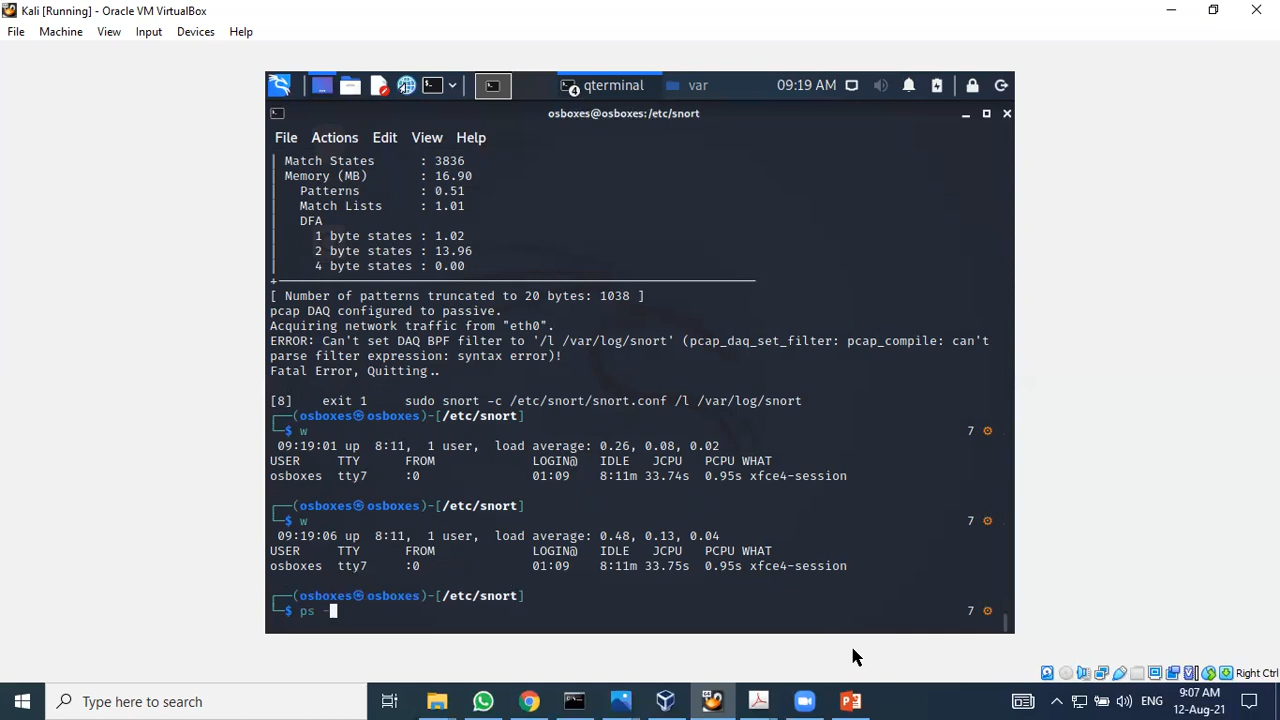 Kali [Running] - Oracle VM VirtualBox
File Machine View Input Devices Help
4 qterminal var 09:19 AM
osboxes@osboxes:/etc/snort
File Actions Edit View Help
| Match States : 3836
| Memory (MB) : 16.90
| Patterns : 0.51
| Match Lists : 1.01
| DFA
| 1 byte states : 1.02
| 2 byte states : 13.96
| 4 byte states : 0.00
[ Number of patterns truncated to 20 bytes: 1038 ]
pcap DAQ configured to passive.
Acquiring network traffic from "eth0".
ERROR: Can't set DAQ BPF filter to '/l /var/log/snort' (pcap_daq_set_filter: pcap_compile: can't
parse filter expression: syntax error)!
Fatal Error, Quitting..
[8] exit 1 sudo snort -c /etc/snort/snort.conf /l /var/log/snort
┌──(osboxes㉿osboxes)-[/etc/snort]
└─$ w 7 ⚙
09:19:01 up 8:11, 1 user, load average: 0.26, 0.08, 0.02
USER TTY FROM LOGIN@ IDLE JCPU PCPU WHAT
osboxes tty7 :0 01:09 8:11m 33.74s 0.95s xfce4-session
┌──(osboxes㉿osboxes)-[/etc/snort]
└─$ w 7 ⚙
09:19:06 up 8:11, 1 user, load average: 0.48, 0.13, 0.04
USER TTY FROM LOGIN@ IDLE JCPU PCPU WHAT
osboxes tty7 :0 01:09 8:11m 33.75s 0.95s xfce4-session
┌──(osboxes㉿osboxes)-[/etc/snort]
└─$ ps - 7 ⚙
Right Ctrl
Type here to search
ENG
9:07 AM
12-Aug-21